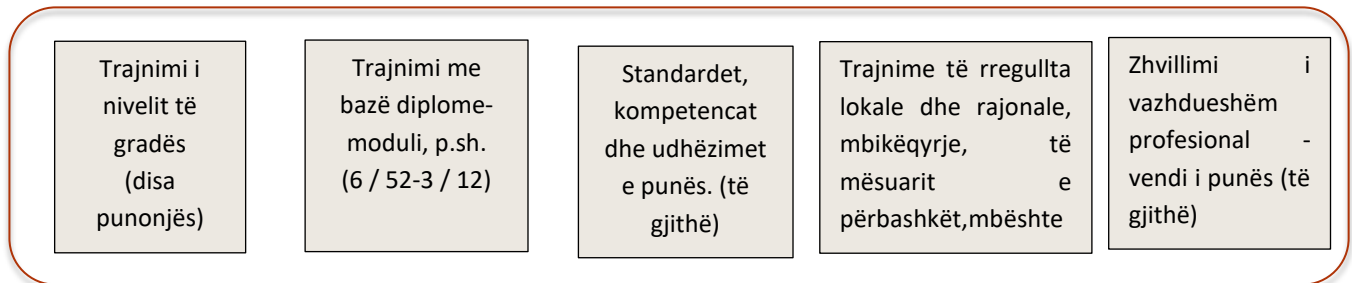 Trajnimi i
nivelit të
gradës
(disa
punonjës)
Trajnimi me
bazë diplome-
moduli, p.sh.
(6 / 52-3 / 12)
Standardet,
kompetencat
dhe udhëzimet
e punës. (të
gjithë)
Trajnime të rregullta
lokale dhe rajonale,
mbikëqyrje, të
mësuarit e
përbashkët,mbështe
Zhvillimi i
vazhdueshëm
profesional -
vendi i punës (të
gjithë)